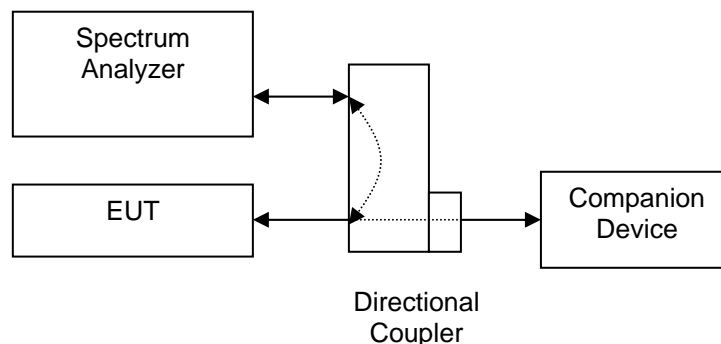 Spectrum
Analyzer
EUT
Companion
Device
Directional
Coupler